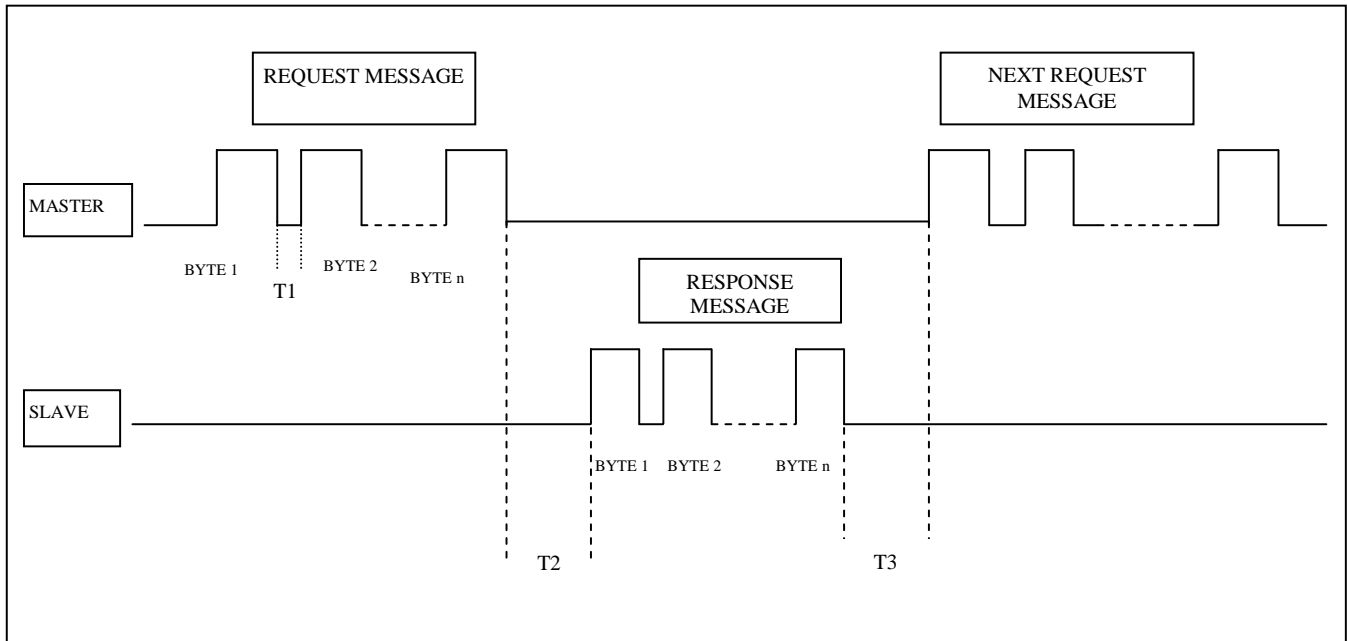 REQUEST MESSAGE
NEXT REQUEST
MESSAGE
MASTER
BYTE 1
T1
BYTE 2
BYTE n
RESPONSE
MESSAGE
SLAVE
BYTE 1
BYTE 2
BYTE n
T2
T3